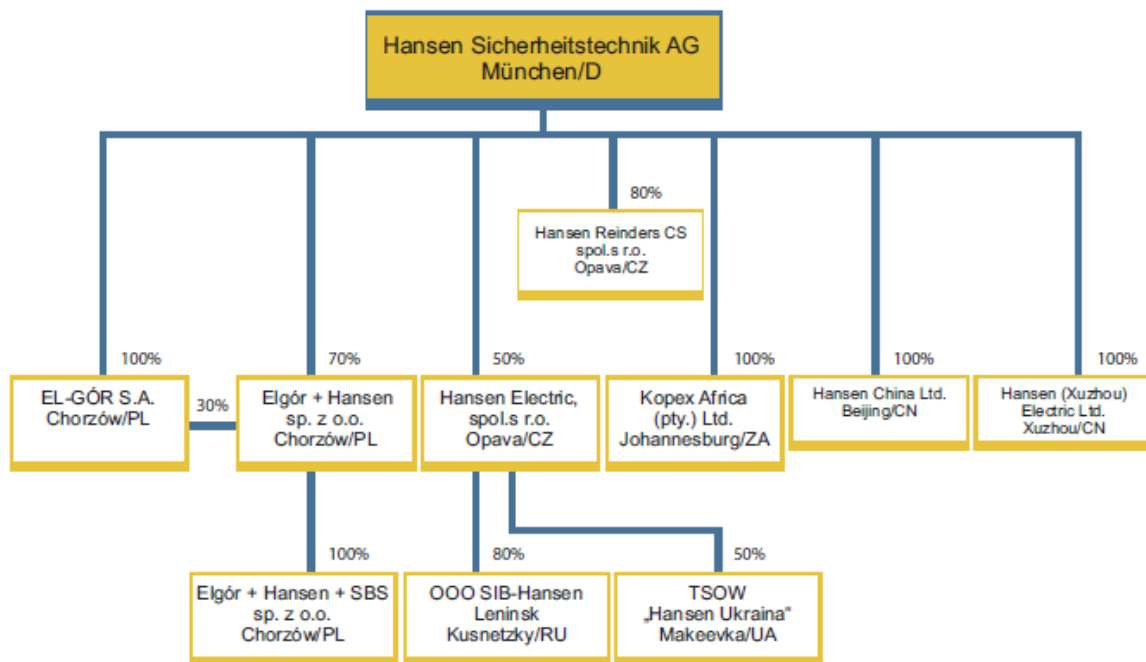 Hansen Sicherheitstechnik AG
München/D
80%
Hansen Reinders CS
spol.s r.o.
Opava/CZ
100%
EL-GÓR S.A.
Chorzów/PL
30%
70%
Elgór + Hansen
sp. z o.o.
Chorzów/PL
50%
Hansen Electric,
spol.s r.o.
Opava/CZ
100%
Kopex Africa
(pty.) Ltd.
Johannesburg/ZA
100%
Hansen China Ltd.
Beijing/CN
100%
Hansen (Xuzhou)
Electric Ltd.
Xuzhou/CN
100%
Elgór + Hansen + SBS
sp. z o.o.
Chorzów/PL
80%
OOO SIB-Hansen
Leninsk
Kusnetzky/RU
50%
TSOW
„Hansen Ukraina"
Makeevka/UA